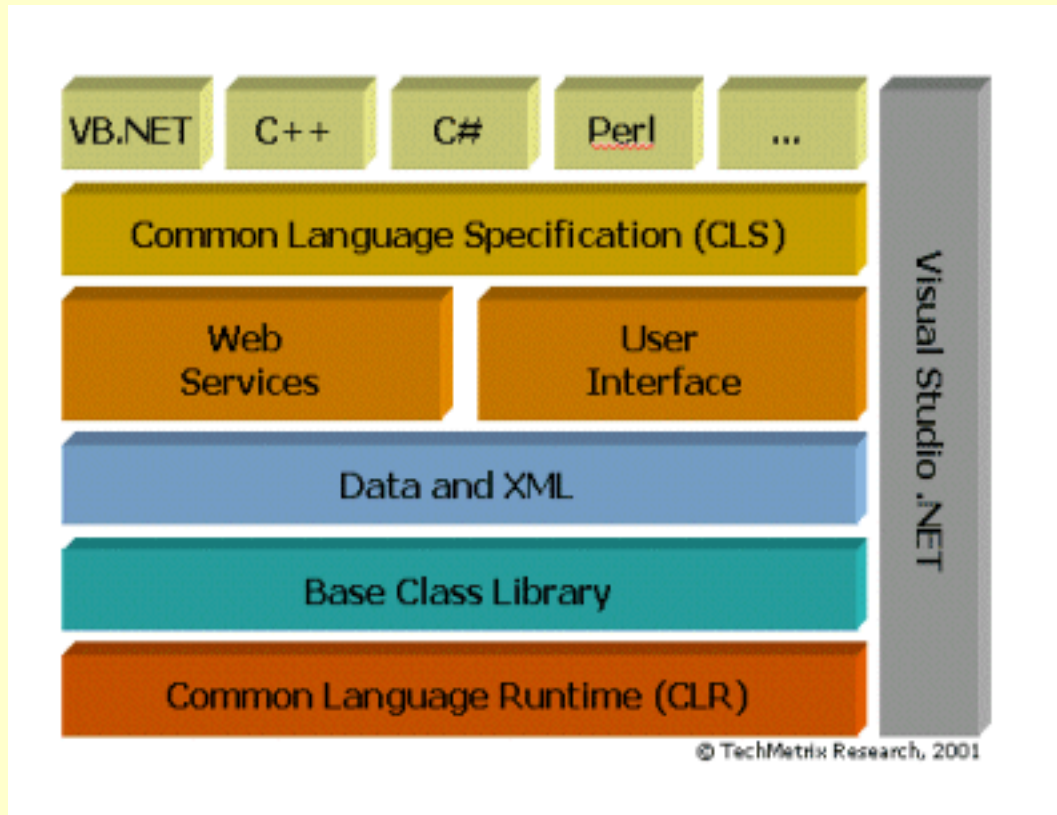 VB.NET
C++
C#
Perl
...
Common Language Specification (CLS)
Web
Services
User
Interface
Data and XML
Base Class Library
Common Language Runtime (CLR)
Visual Studio .NET
© TechMetrix Research, 2001